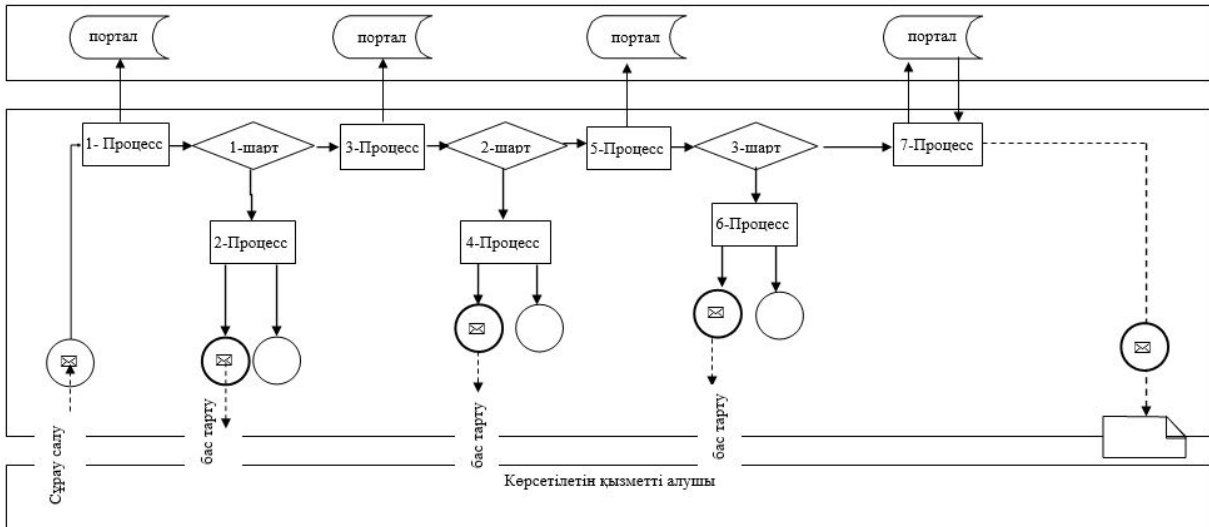 портал
портал
портал
портал
1- Процесс
1-шарт
3-Процесс
2-шарт
5-Процесс
3-шарт
7-Процесс
2-Процесс
4-Процесс
6-Процесс
Сұрау салу
бас тарту
бас тарту
бас тарту
Көрсетілетін қызметті алушы